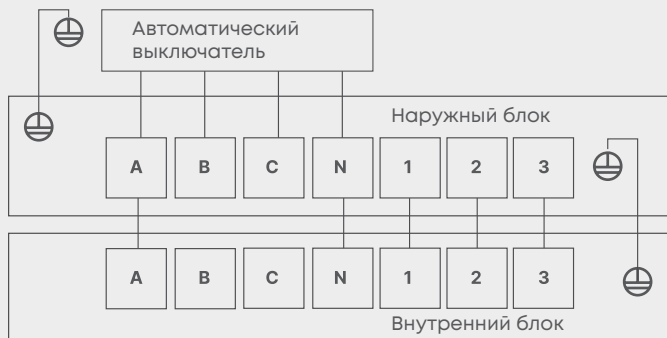 Автоматический
выключатель
Наружный блок
A B C N 1 2 3
A B C N 1 2 3
Внутренний блок